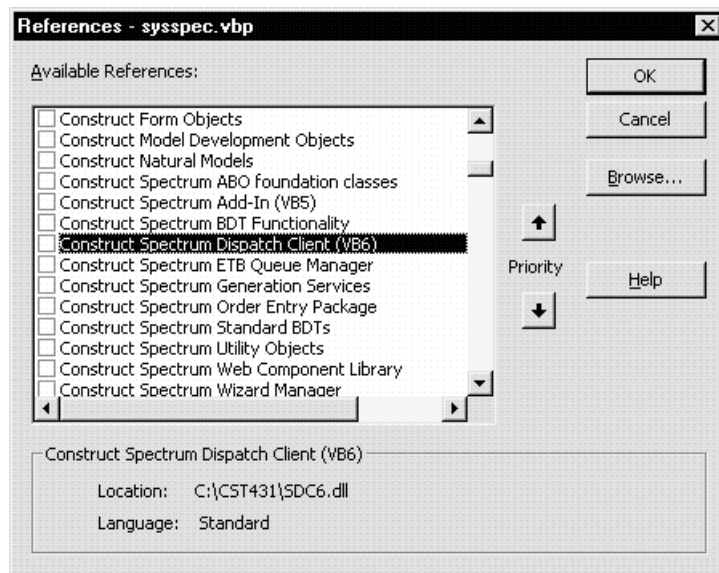 References - sysspec.vbp
Available References:
Construct Form Objects
Construct Model Development Objects
Construct Natural Models
Construct Spectrum ABO foundation classes
Construct Spectrum Add-In (VB5)
Construct Spectrum BDT Functionality
Construct Spectrum Dispatch Client (VB6)
Construct Spectrum ETB Queue Manager
Construct Spectrum Generation Services
Construct Spectrum Order Entry Package
Construct Spectrum Standard BDTs
Construct Spectrum Utility Objects
Construct Spectrum Web Component Library
Construct Spectrum Wizard Manager
OK
Cancel
Browse...
Priority
Help
Construct Spectrum Dispatch Client (VB6)
Location: C:\CST431\SDC6.dll
Language: Standard